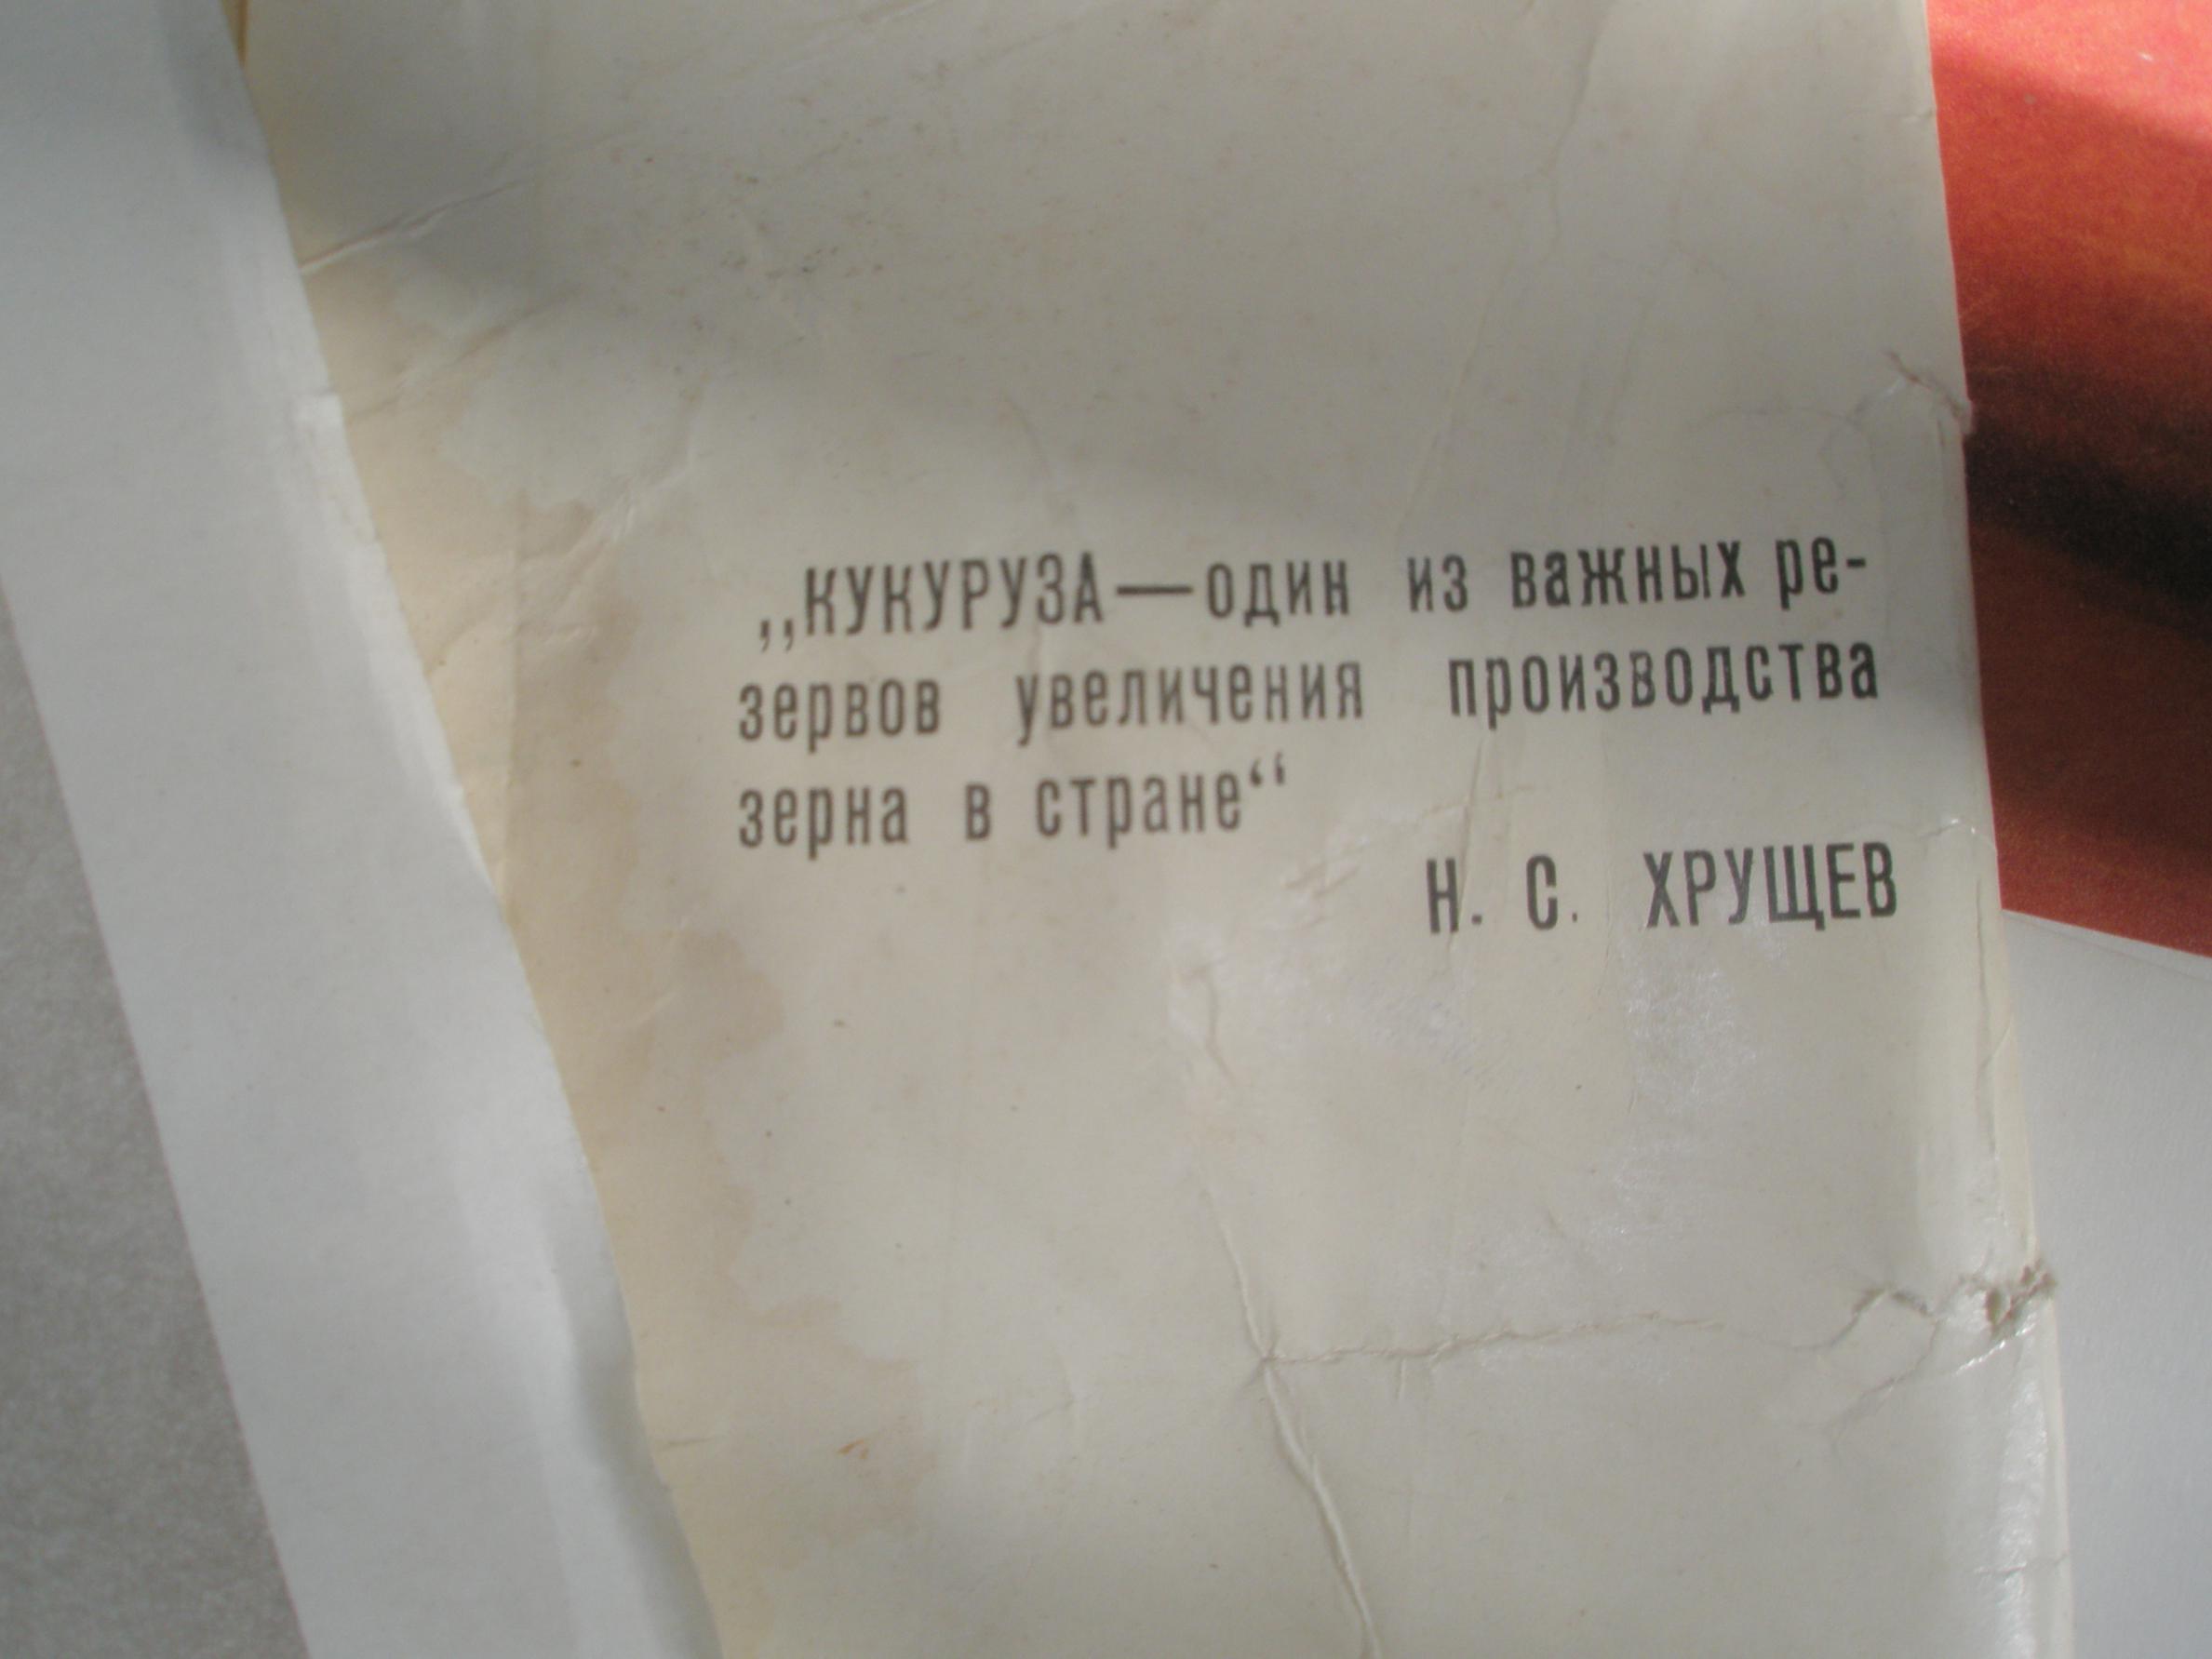 „КУКУРУЗА—один из важных ре-
зервов увеличения производства
зерна в стране“
Н. С. ХРУЩЕВ